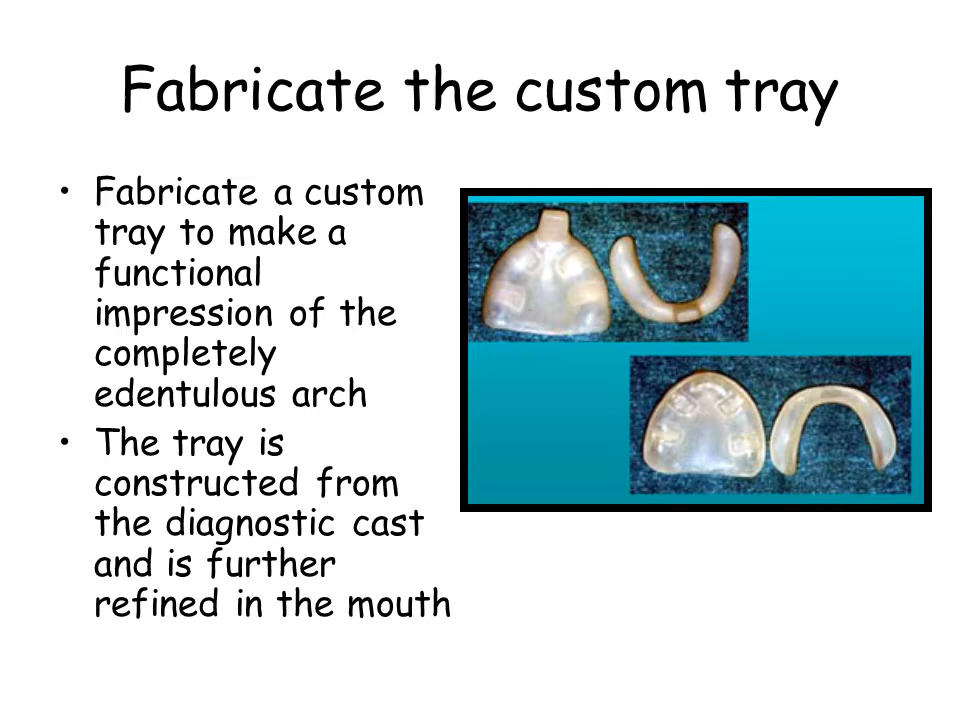 Fabricate the custom tray
• Fabricate a custom
tray to make a
functional
impression of the
completely
edentulous arch
• The tray is
constructed from
the diagnostic cast
and is further
refined in the mouth